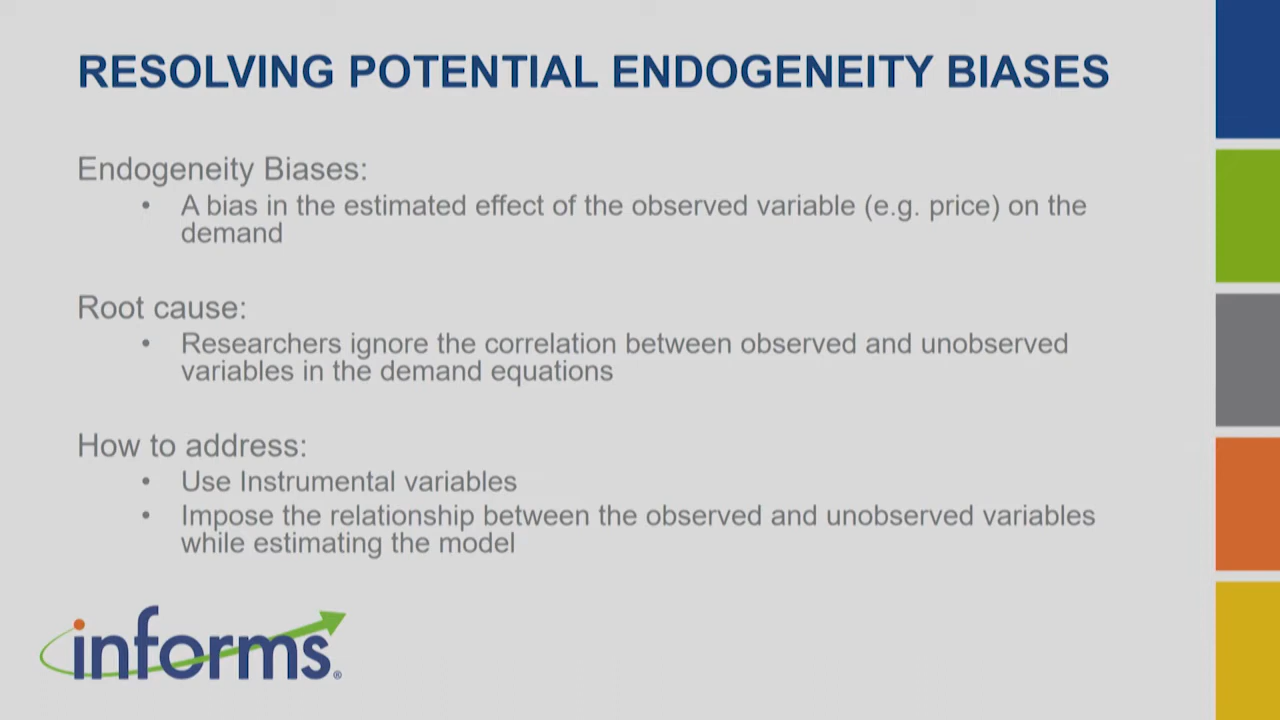 RESOLVING POTENTIAL ENDOGENEITY BIASES
Endogeneity Biases:
• A bias in the estimated effect of the observed variable (e.g. price) on the
demand
Root cause:
• Researchers ignore the correlation between observed and unobserved
variables in the demand equations
How to address:
• Use Instrumental variables
• Impose the relationship between the observed and unobserved variables
while estimating the model
informs®